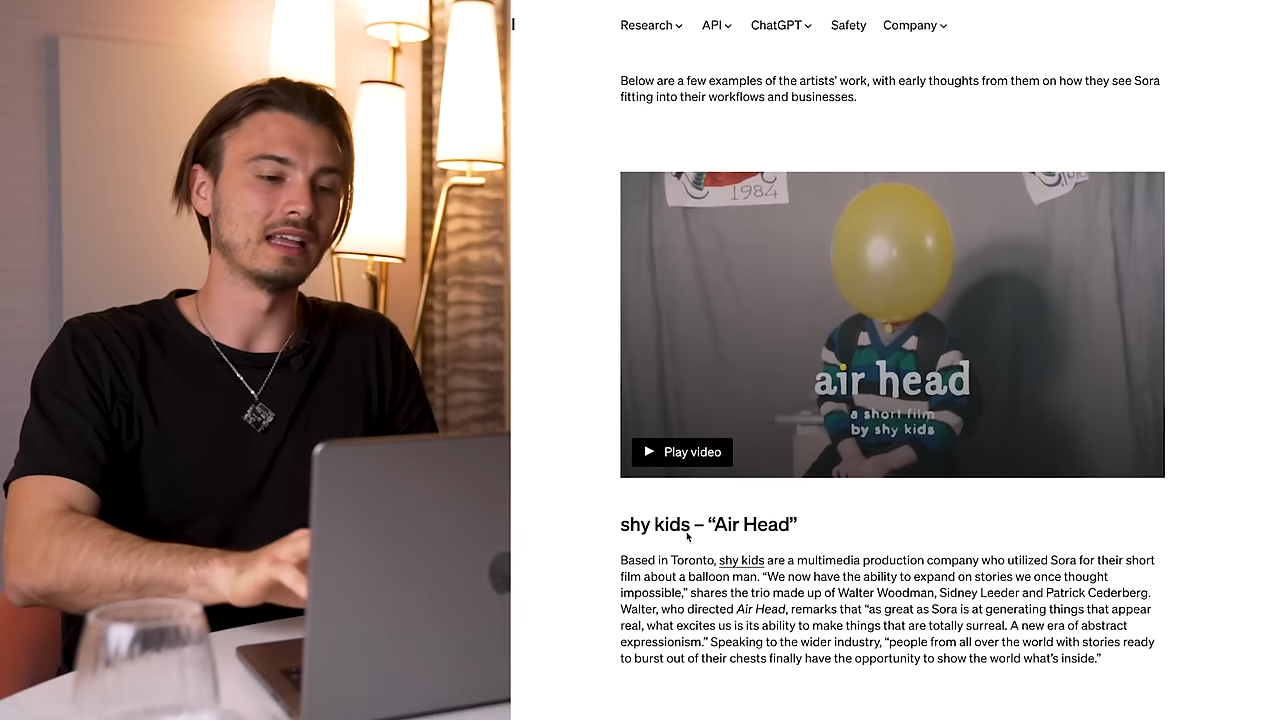 Research API ChatGPT Safety Company
Below are a few examples of the artists' work, with early thoughts from them on how they see Sora
fitting into their workflows and businesses.
1984
air head
a short film
by shy kids
Play video
shy kids – “Air Head”
Based in Toronto, shy kids are a multimedia production company who utilized Sora for their short
film about a balloon man. “We now have the ability to expand on stories we once thought
impossible,” shares the trio made up of Walter Woodman, Sidney Leeder and Patrick Cederberg.
Walter, who directed Air Head, remarks that “as great as Sora is at generating things that appear
real, what excites us is its ability to make things that are totally surreal. A new era of abstract
expressionism.” Speaking to the wider industry, “people from all over the world with stories ready
to burst out of their chests finally have the opportunity to show the world what’s inside.”